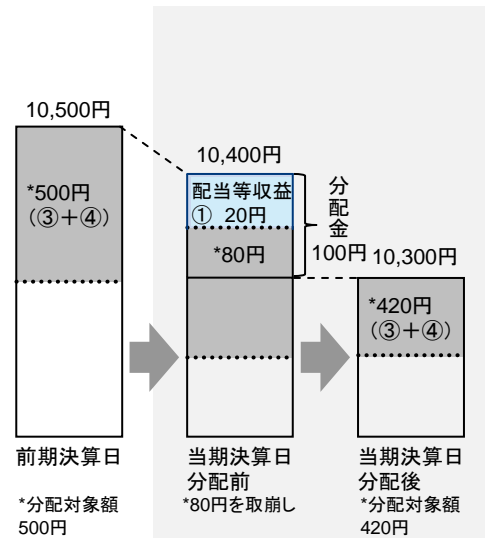 10,500円
*500円
(③+④)
10,400円
配当等収益
① 20円
*80円
分配金
100円
10,300円
*420円
(③+④)
前期決算日
*分配対象額
500円
当期決算日
分配前
*80円を取崩し
当期決算日
分配後
*分配対象額
420円